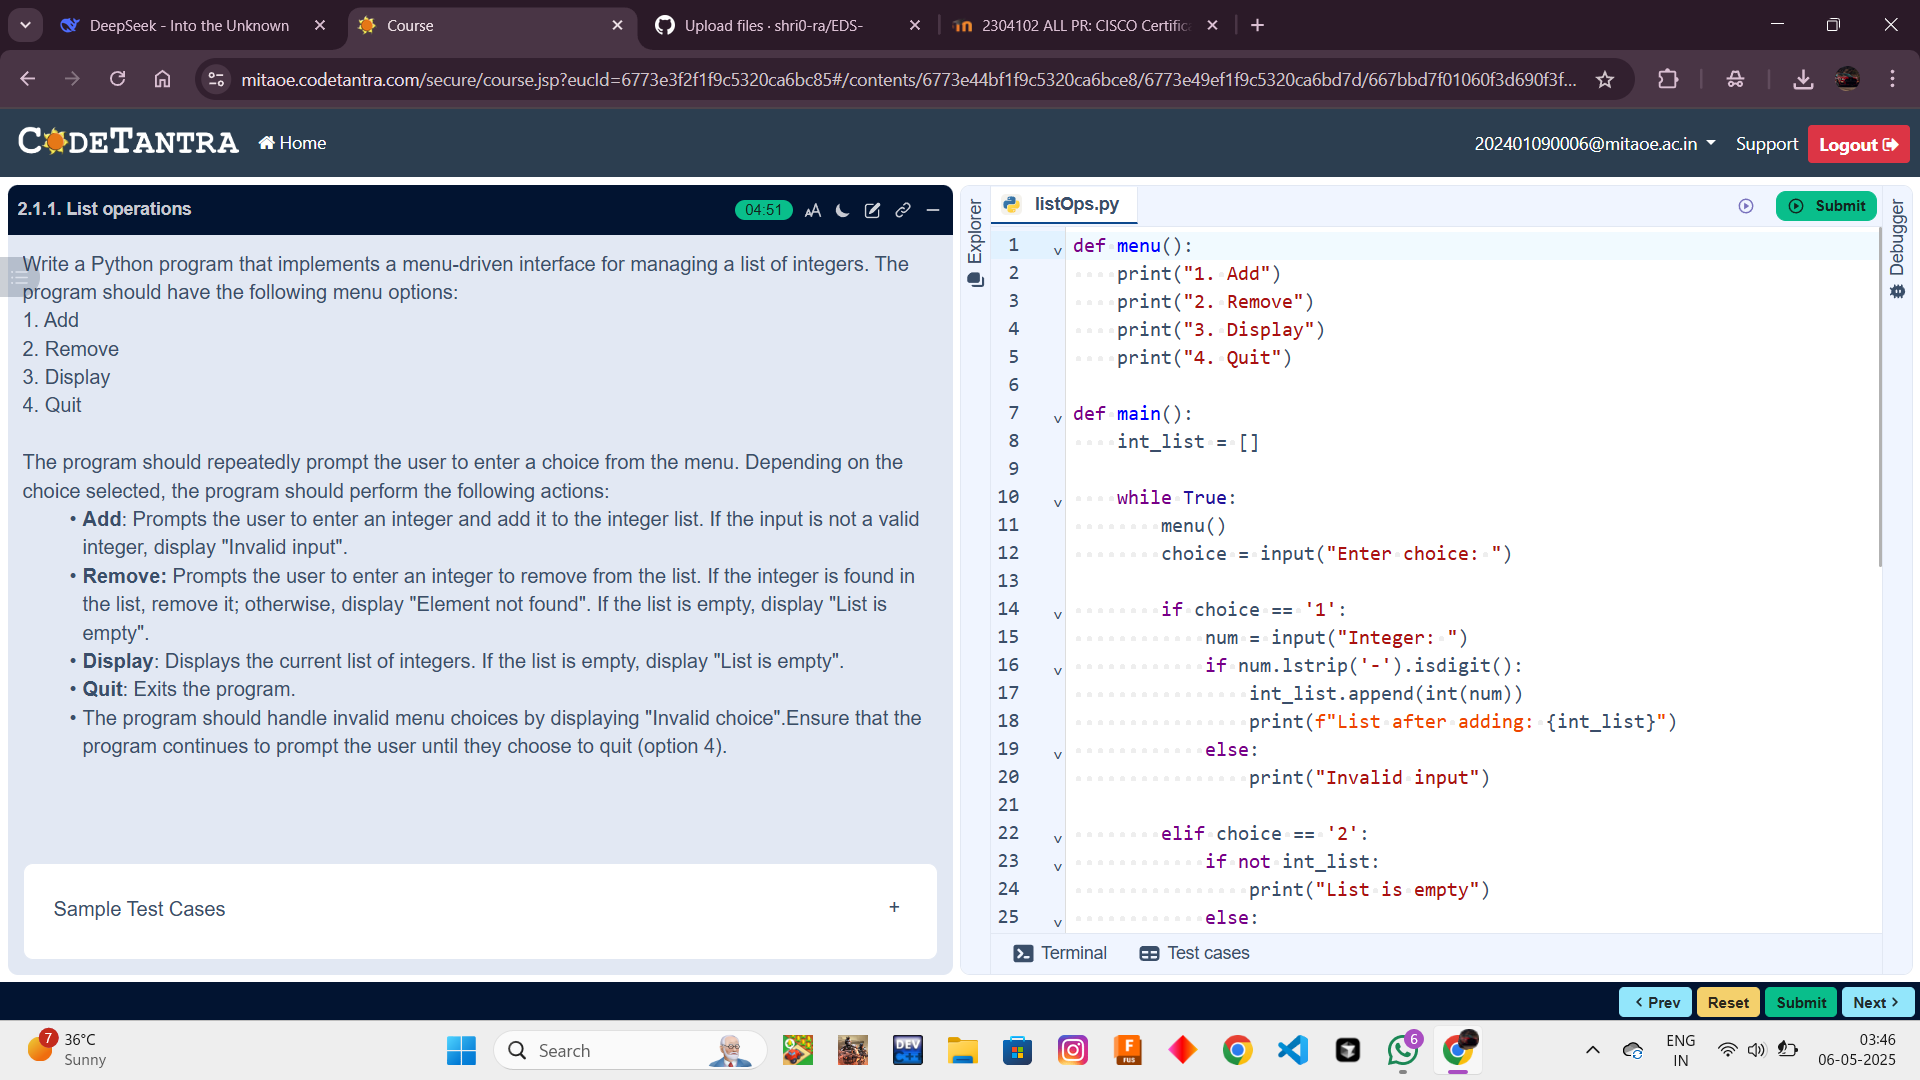 DeepSeek - Into the Unknown
Course
Upload files · shri0-ra/EDS-
2304102 ALL PR: CISCO Certific
mitaoe.codetantra.com/secure/course.jsp?eucId=6773e3f2f1f9c5320ca6bc85#/contents/6773e44bf1f9c5320ca6bce8/6773e49ef1f9c5320ca6bd7d/667bbd7f01060f3d690f3f...
CODETANTRA
Home
202401090006@mitaoe.ac.in
Support
Logout
2.1.1. List operations
04:51
AA
Write a Python program that implements a menu-driven interface for managing a list of integers. The
program should have the following menu options:
1. Add
2. Remove
3. Display
4. Quit
The program should repeatedly prompt the user to enter a choice from the menu. Depending on the
choice selected, the program should perform the following actions:
• Add: Prompts the user to enter an integer and add it to the integer list. If the input is not a valid
integer, display "Invalid input".
• Remove: Prompts the user to enter an integer to remove from the list. If the integer is found in
the list, remove it; otherwise, display "Element not found". If the list is empty, display "List is
empty".
• Display: Displays the current list of integers. If the list is empty, display "List is empty".
• Quit: Exits the program.
• The program should handle invalid menu choices by displaying "Invalid choice".Ensure that the
program continues to prompt the user until they choose to quit (option 4).
Sample Test Cases
+
Explorer
listOps.py
Submit
Debugger
1 def menu():
2 print("1. Add")
3 print("2. Remove")
4 print("3. Display")
5 print("4. Quit")
6
7 def main():
8 int_list = []
9
10 while True:
11 menu()
12 choice = input("Enter choice: ")
13
14 if choice == '1':
15 num = input("Integer: ")
16 if num.lstrip('-').isdigit():
17 int_list.append(int(num))
18 print(f"List after adding: {int_list}")
19 else:
20 print("Invalid input")
21
22 elif choice == '2':
23 if not int_list:
24 print("List is empty")
25 else:
Terminal
Test cases
< Prev
Reset
Submit
Next >
7
36°C
Sunny
Search
DEV
F
FUS
6
ENG
IN
03:46
06-05-2025